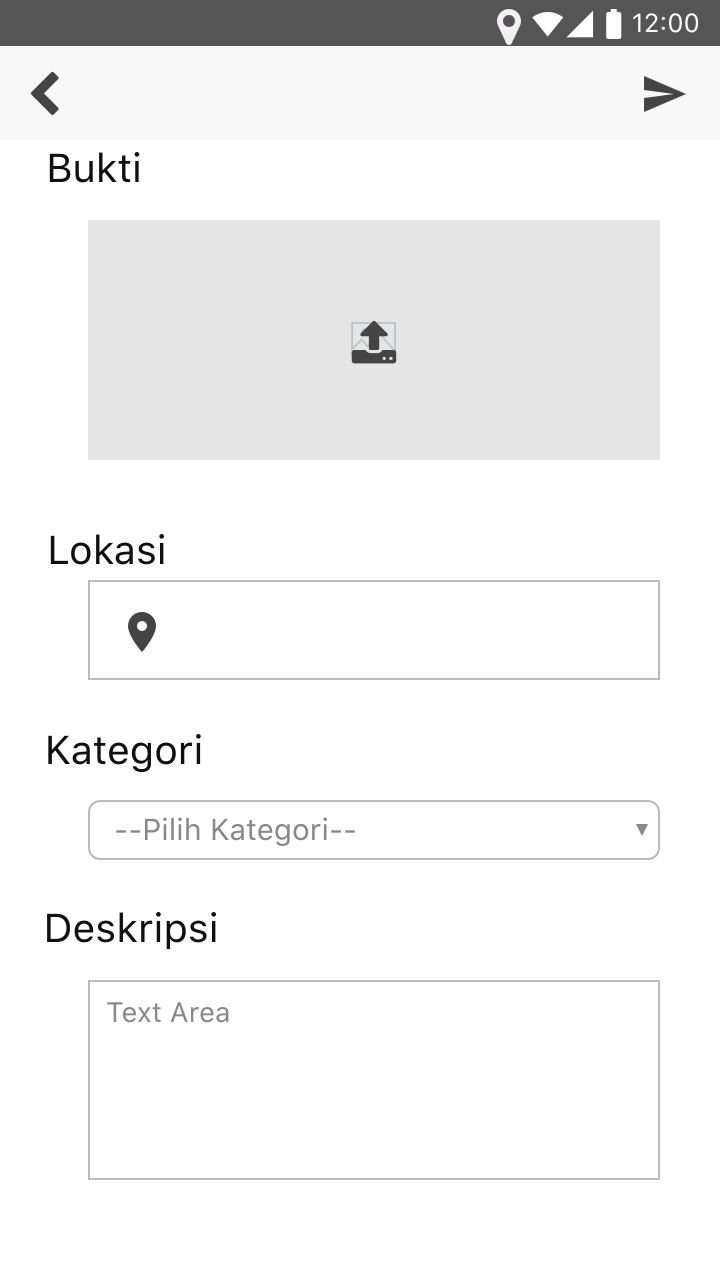 12:00
Bukti
Lokasi
Kategori
--Pilih Kategori--
Deskripsi
Text Area